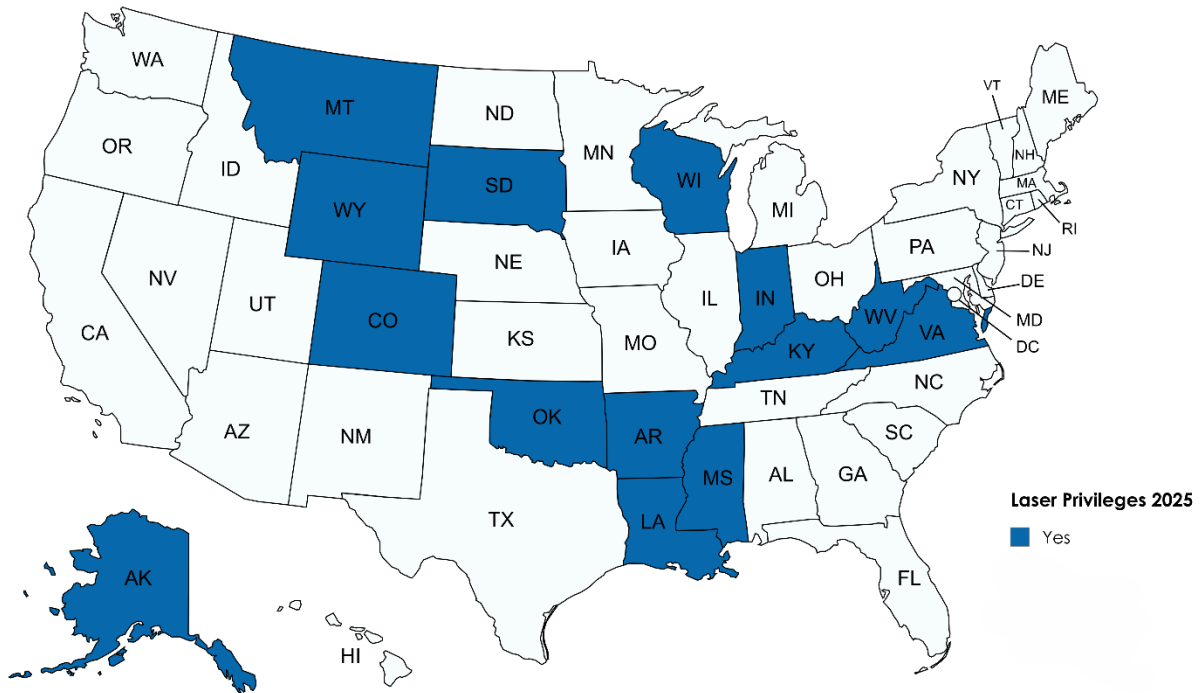 WA
MT
ND
MN
VT
ME
OR
ID
SD
WI
NH
WY
MI
NY
MA
CT
RI
IA
PA
NJ
NE
NV
UT
IL
IN
OH
DE
CA
CO
KS
MO
WV
VA
MD
KY
DC
NC
TN
AZ
NM
OK
AR
SC
MS
AL
GA
TX
LA
Laser Privileges 2025
Yes
AK
FL
HI